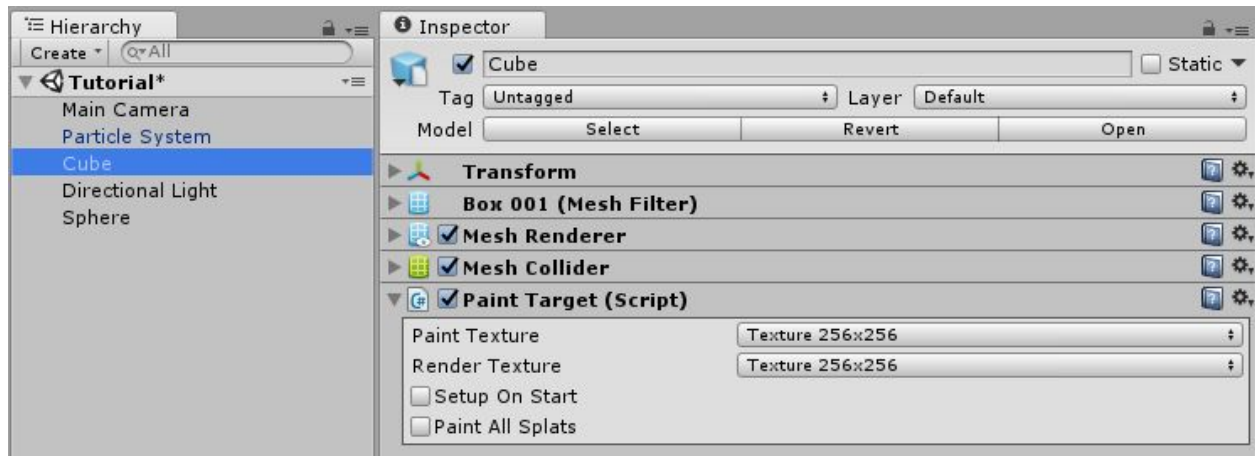 Hierarchy
Create All
Tutorial*
Main Camera
Particle System
Cube
Directional Light
Sphere
Inspector
Cube Static
Tag Untagged Layer Default
Model Select Revert Open
Transform
Box 001 (Mesh Filter)
Mesh Renderer
Mesh Collider
Paint Target (Script)
Paint Texture Texture 256x256
Render Texture Texture 256x256
Setup On Start
Paint All Splats